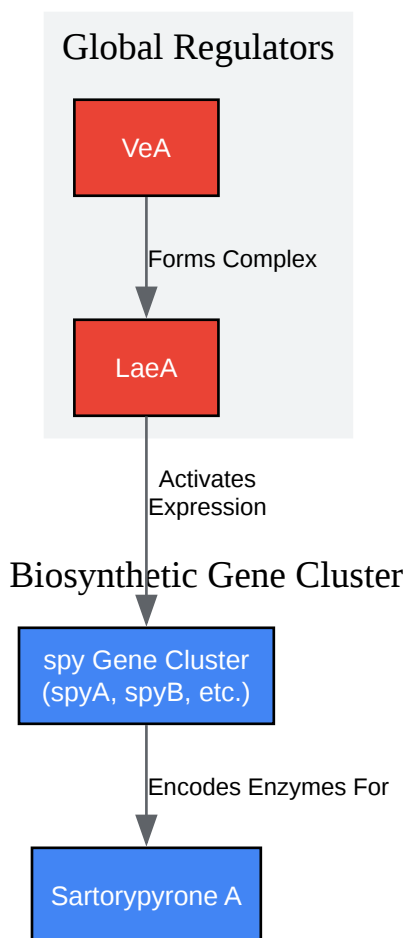 Global Regulators
VeA
Forms Complex
LaeA
Activates
Expression
Biosynthetic Gene Cluster
spy Gene Cluster
(spyA, spyB, etc.)
Encodes Enzymes For
Sartorypyrone A